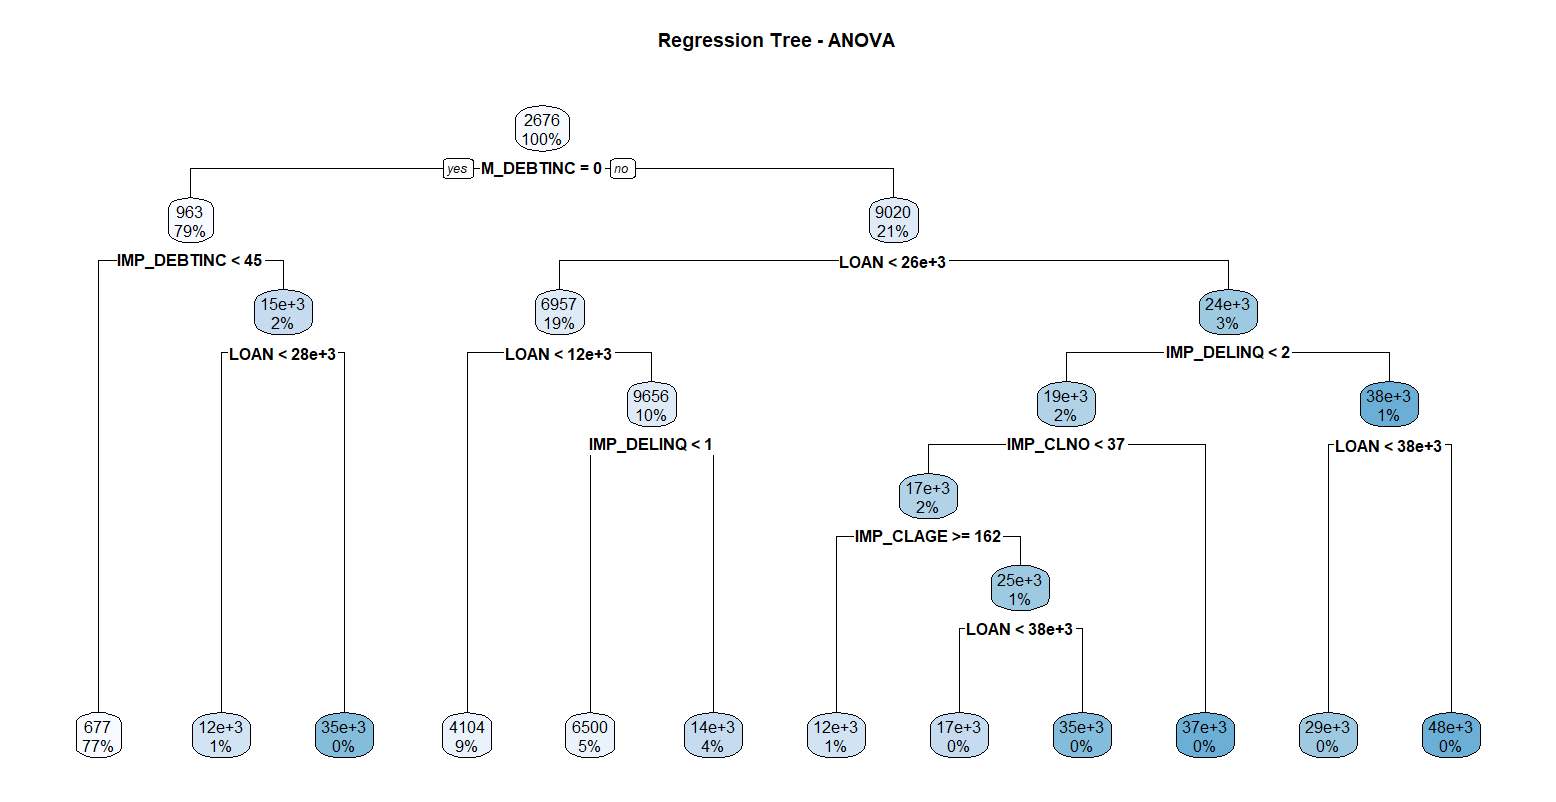 Regression Tree - ANOVA
2676
100%
yes M_DEBTINC = 0 no
963
79%
9020
21%
IMP_DEBTINC < 45
LOAN < 26e+3
15e+3
2%
6957
19%
24e+3
3%
LOAN < 28e+3
LOAN < 12e+3
IMP_DELINQ < 2
9656
10%
19e+3
2%
38e+3
1%
IMP_DELINQ < 1
IMP_CLNO < 37
LOAN < 38e+3
17e+3
2%
IMP_CLAGE >= 162
25e+3
1%
LOAN < 38e+3
677
77%
12e+3
1%
35e+3
0%
4104
9%
6500
5%
14e+3
4%
12e+3
1%
17e+3
0%
35e+3
0%
37e+3
0%
29e+3
0%
48e+3
0%